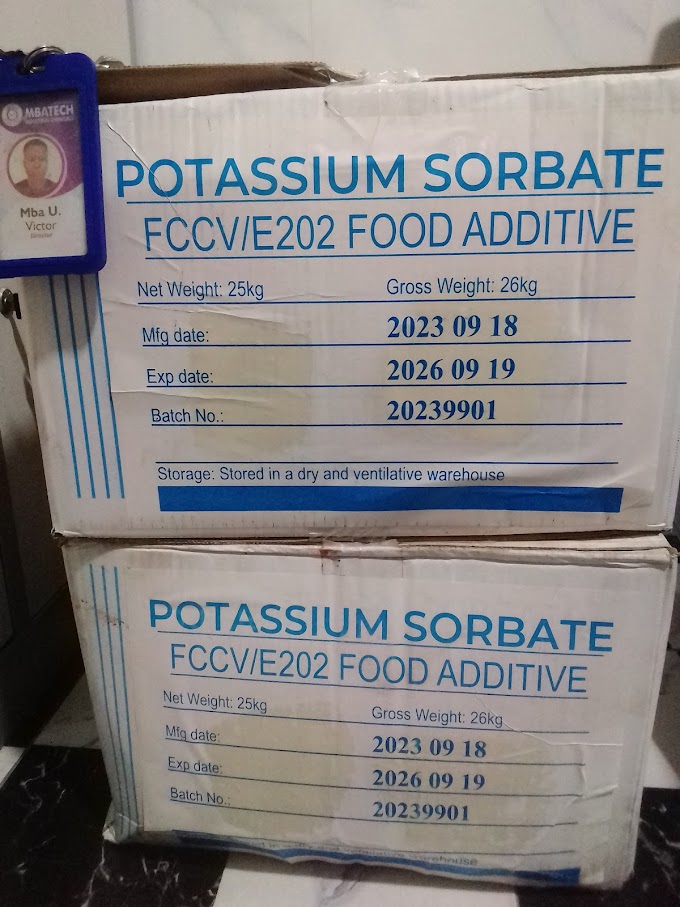 MBATECH
Mba U.
Victor
Director
POTASSIUM SORBATE
FCCV/E202 FOOD ADDITIVE
Net Weight: 25kg Gross Weight: 26kg
Mfg date: 2023 09 18
Exp date: 2026 09 19
Batch No.: 20239901
Storage: Stored in a dry and ventilative warehouse
POTASSIUM SORBATE
FCCV/E202 FOOD ADDITIVE
Net Weight: 25kg Gross Weight: 26kg
Mfg date: 2023 09 18
Exp date: 2026 09 19
Batch No.: 20239901
warehouse